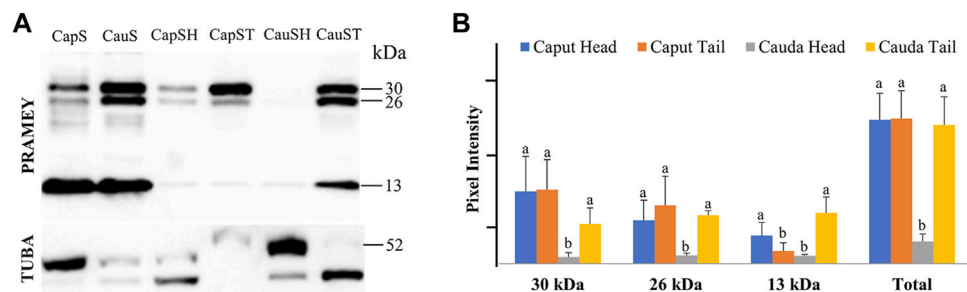 A
CapS CauS CapSH CapST CauSH CauST
kDa
PRAMEY
30
26
13
TUBA
52
B
Caput Head Caput Tail Cauda Head Cauda Tail
Pixel Intensity
a a b a
a a b a
a b b a
a a b a
30 kDa 26 kDa 13 kDa Total